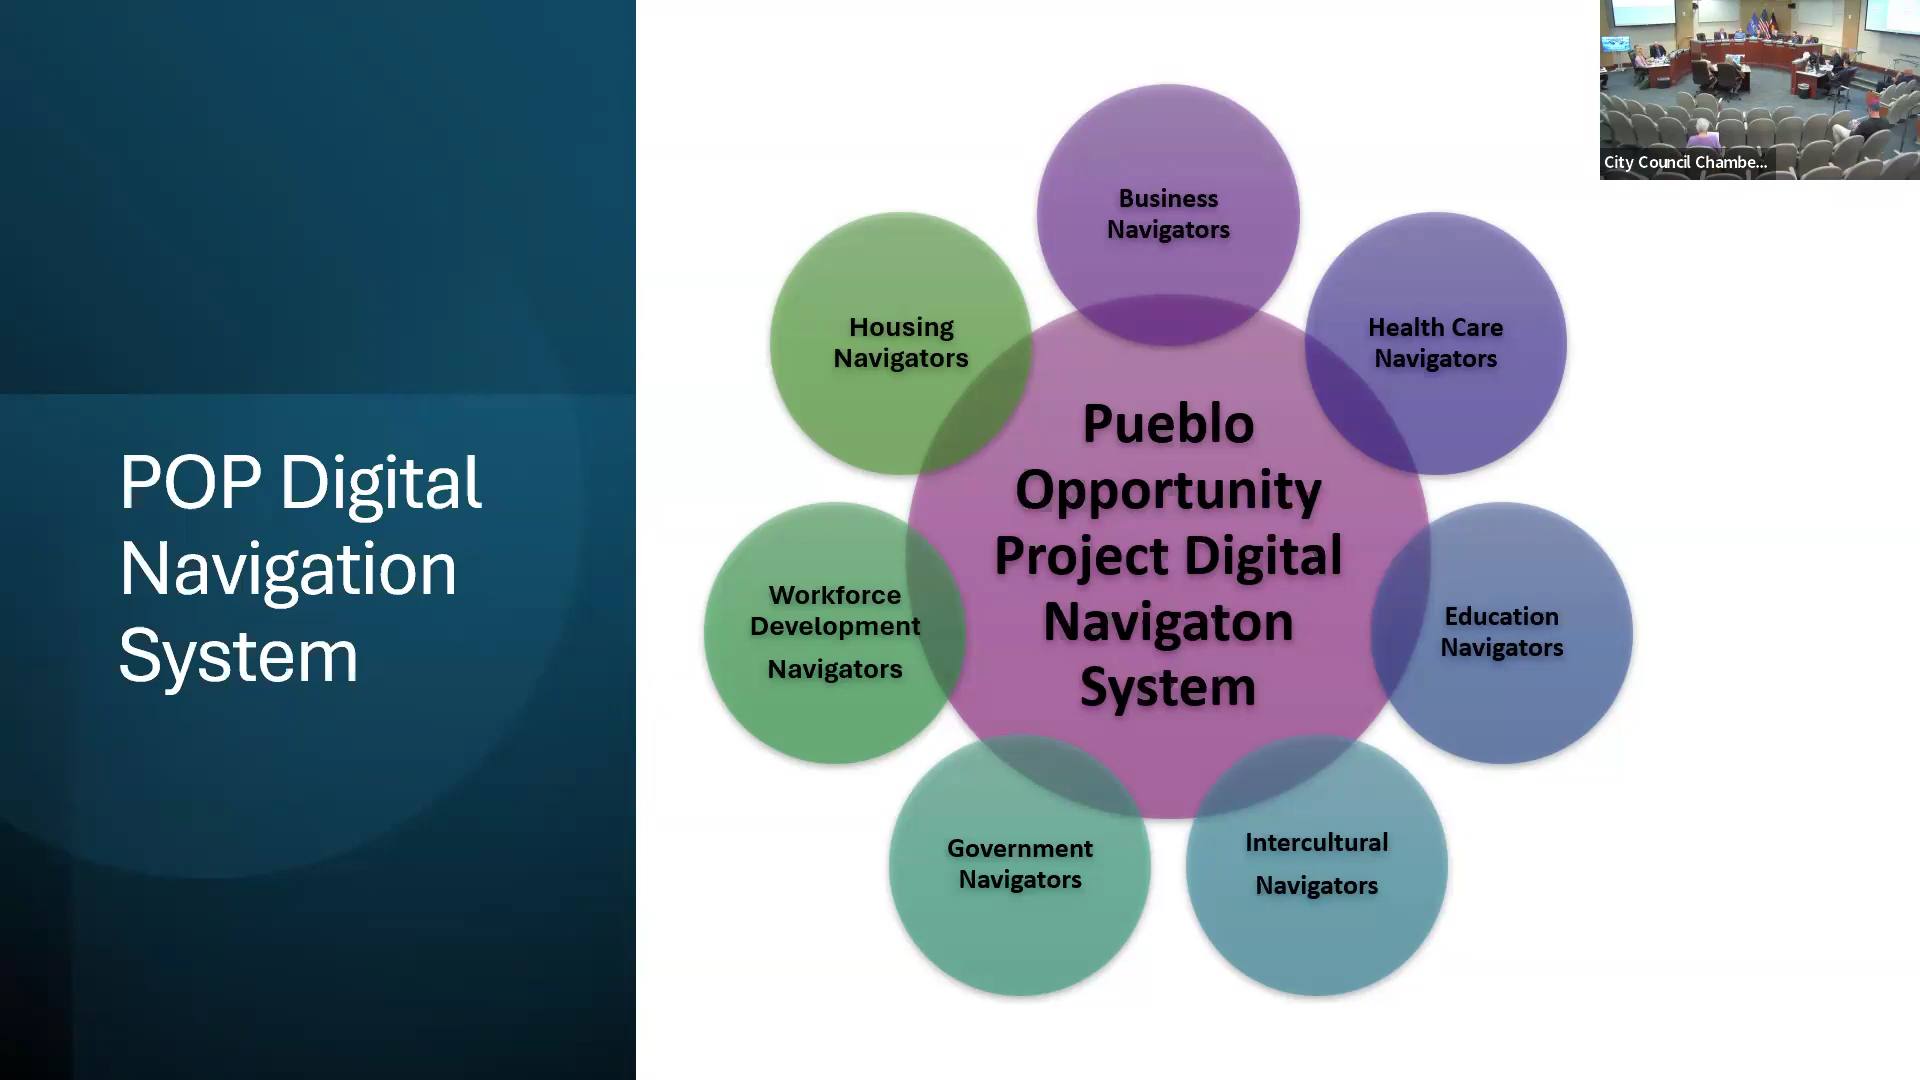 POP Digital
Navigation
System
Business
Navigators
Health Care
Navigators
Education
Navigators
Intercultural
Navigators
Government
Navigators
Workforce
Development
Navigators
Housing
Navigators
Pueblo
Opportunity
Project Digital
Navigaton
System
City Council Chambe...